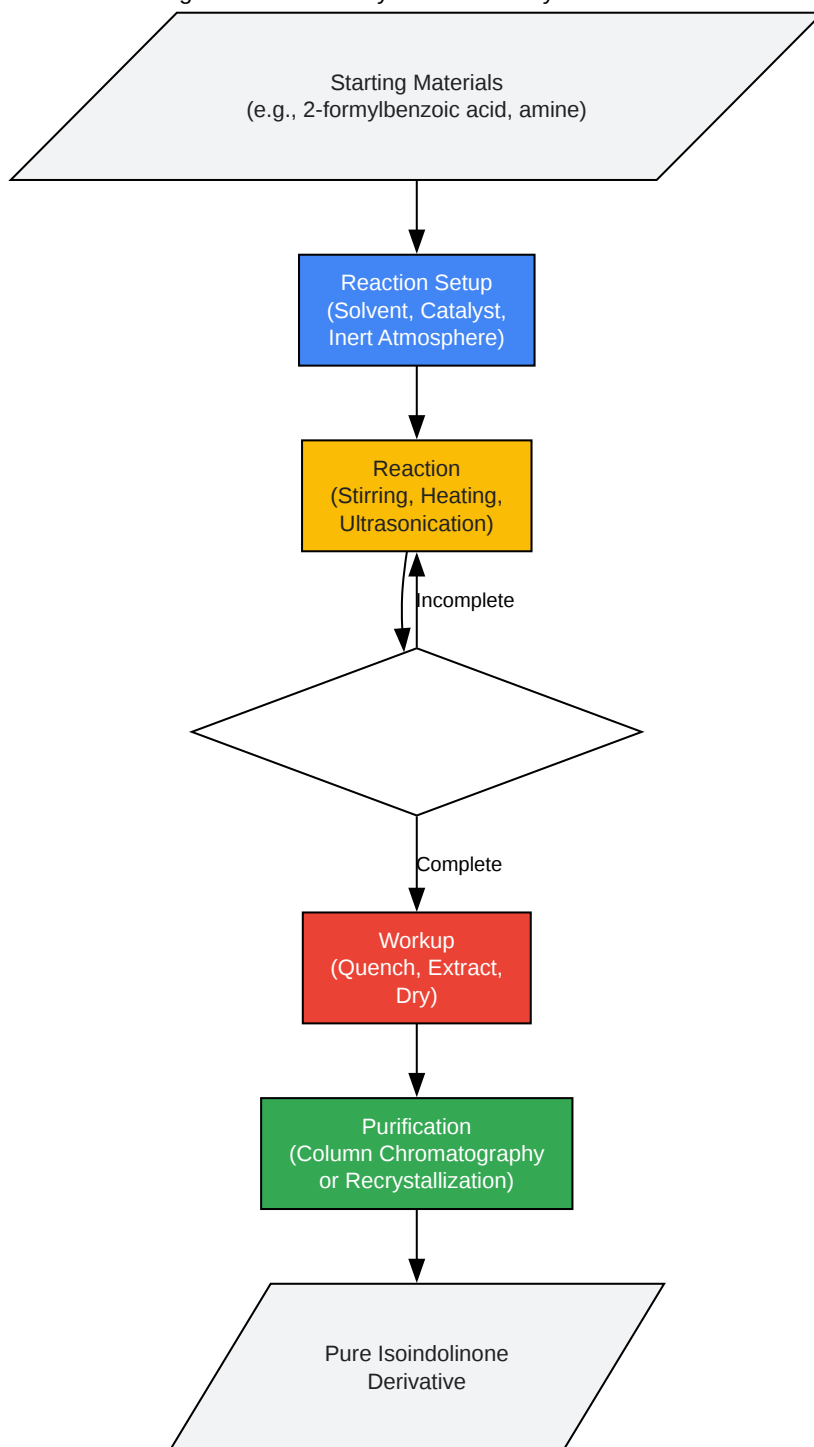 Starting Materials
(e.g., 2-formylbenzoic acid, amine)
Reaction Setup
(Solvent, Catalyst,
Inert Atmosphere)
Reaction
(Stirring, Heating,
Ultrasonication)
Incomplete
Complete
Workup
(Quench, Extract,
Dry)
Purification
(Column Chromatography
or Recrystallization)
Pure Isoindolinone
Derivative